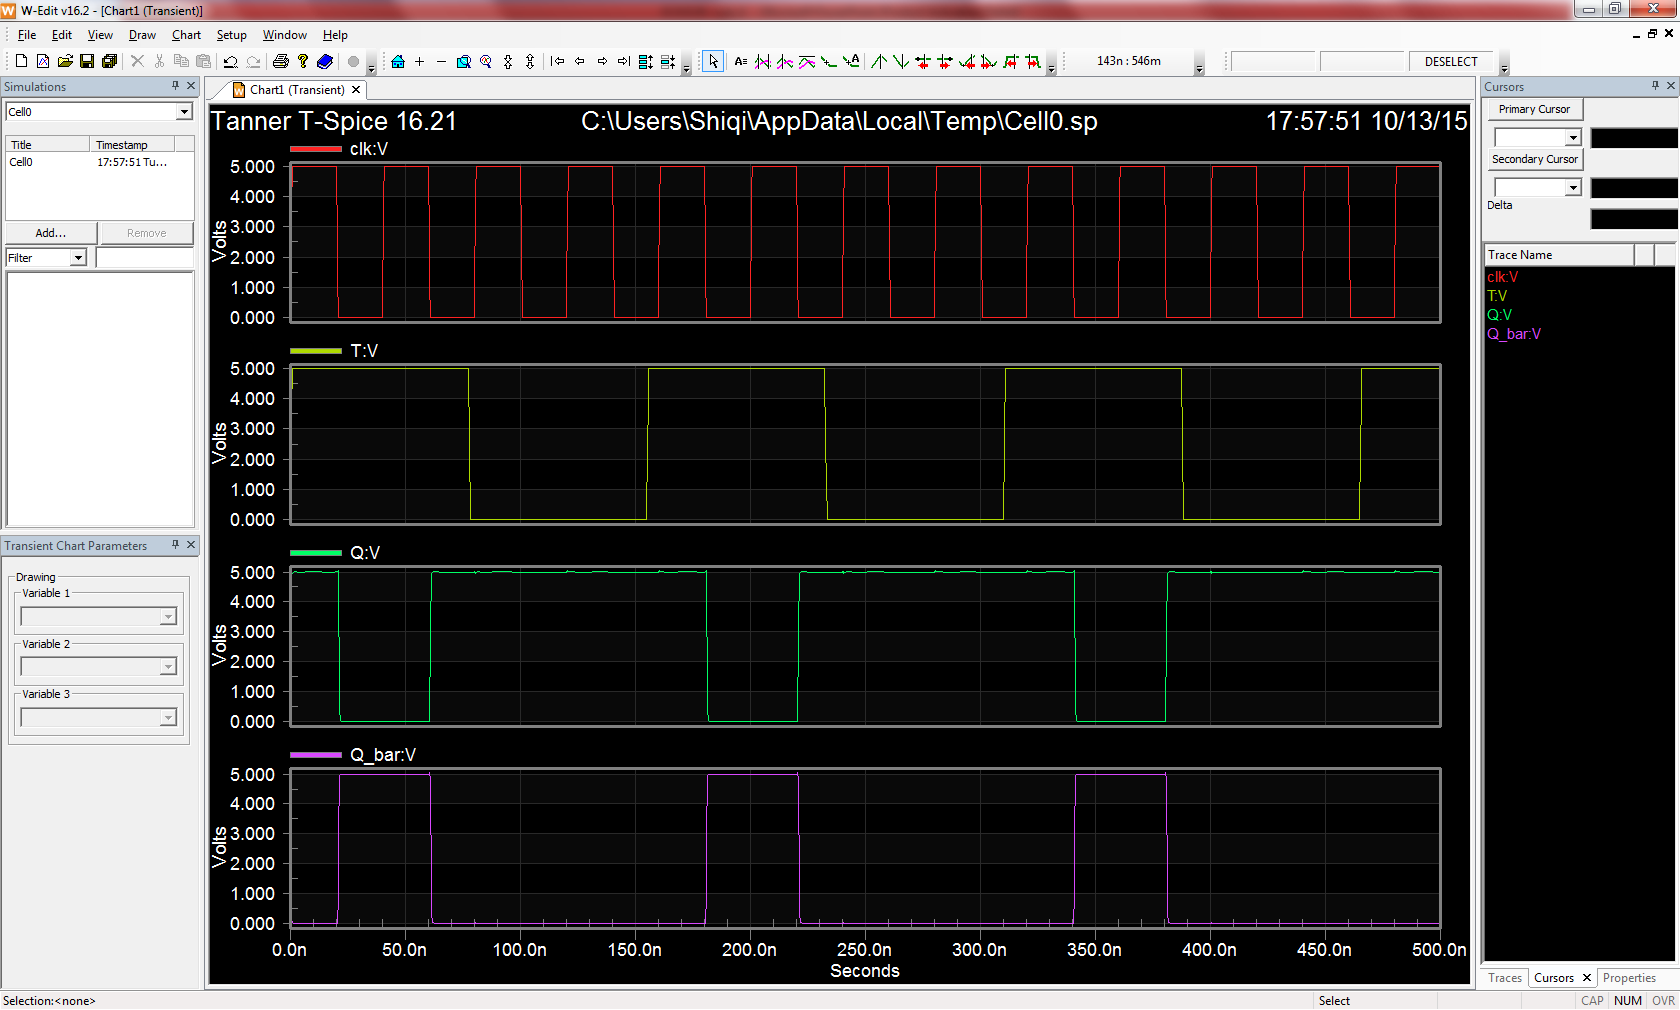 W-Edit v16.2 - [Chart1 (Transient)]
File Edit View Draw Chart Setup Window Help
143n : 546m
DESELECT
Simulations
Cell0
Title Timestamp
Cell0 17:57:51 Tu...
Add... Remove
Filter
Transient Chart Parameters
Drawing
Variable 1
Variable 2
Variable 3
Chart1 (Transient)
Tanner T-Spice 16.21 C:\Users\Shiqi\AppData\Local\Temp\Cell0.sp 17:57:51 10/13/15
clk:V
5.000
4.000
3.000
2.000
1.000
0.000
Volts
T:V
5.000
4.000
3.000
2.000
1.000
0.000
Volts
Q:V
5.000
4.000
3.000
2.000
1.000
0.000
Volts
Q_bar:V
5.000
4.000
3.000
2.000
1.000
0.000
Volts
0.0n 50.0n 100.0n 150.0n 200.0n 250.0n 300.0n 350.0n 400.0n 450.0n 500.0n
Seconds
Cursors
Primary Cursor
Secondary Cursor
Delta
Trace Name
clk:V
T:V
Q:V
Q_bar:V
Traces Cursors Properties
Selection:<none> Select CAP NUM OVR